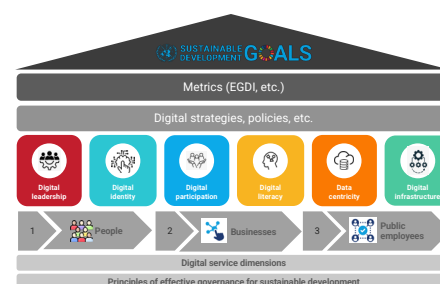 SUSTAINABLE
DEVELOPMENT
GOALS
Metrics (EGDI, etc.)
Digital strategies, policies, etc.
Digital
leadership
Digital
identity
Digital
participation
Digital
literacy
Data
centricity
Digital
infrastructure
1
People
2
Businesses
3
Public
employees
Digital service dimensions
Principles of effective governance for sustainable development